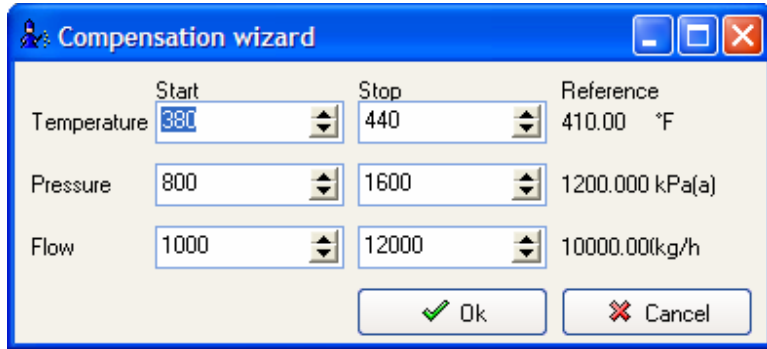 Compensation wizard
Start Stop Reference
Temperature 380 440 410.00 °F
Pressure 800 1600 1200.000 kPa(a)
Flow 1000 12000 10000.00(kg/h
Ok Cancel